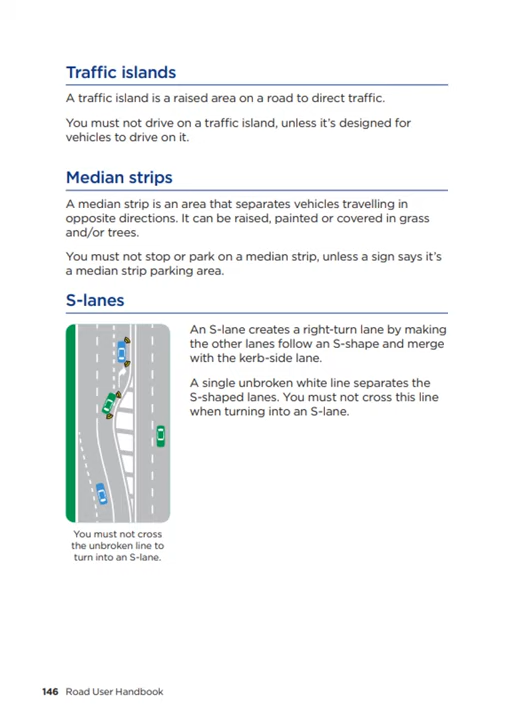 Traffic islands
A traffic island is a raised area on a road to direct traffic.
You must not drive on a traffic island, unless it’s designed for
vehicles to drive on it.
Median strips
A median strip is an area that separates vehicles travelling in
opposite directions. It can be raised, painted or covered in grass
and/or trees.
You must not stop or park on a median strip, unless a sign says it’s
a median strip parking area.
S-lanes
An S-lane creates a right-turn lane by making
the other lanes follow an S-shape and merge
with the kerb-side lane.
A single unbroken white line separates the
S-shaped lanes. You must not cross this line
when turning into an S-lane.
You must not cross
the unbroken line to
turn into an S-lane.
146 Road User Handbook